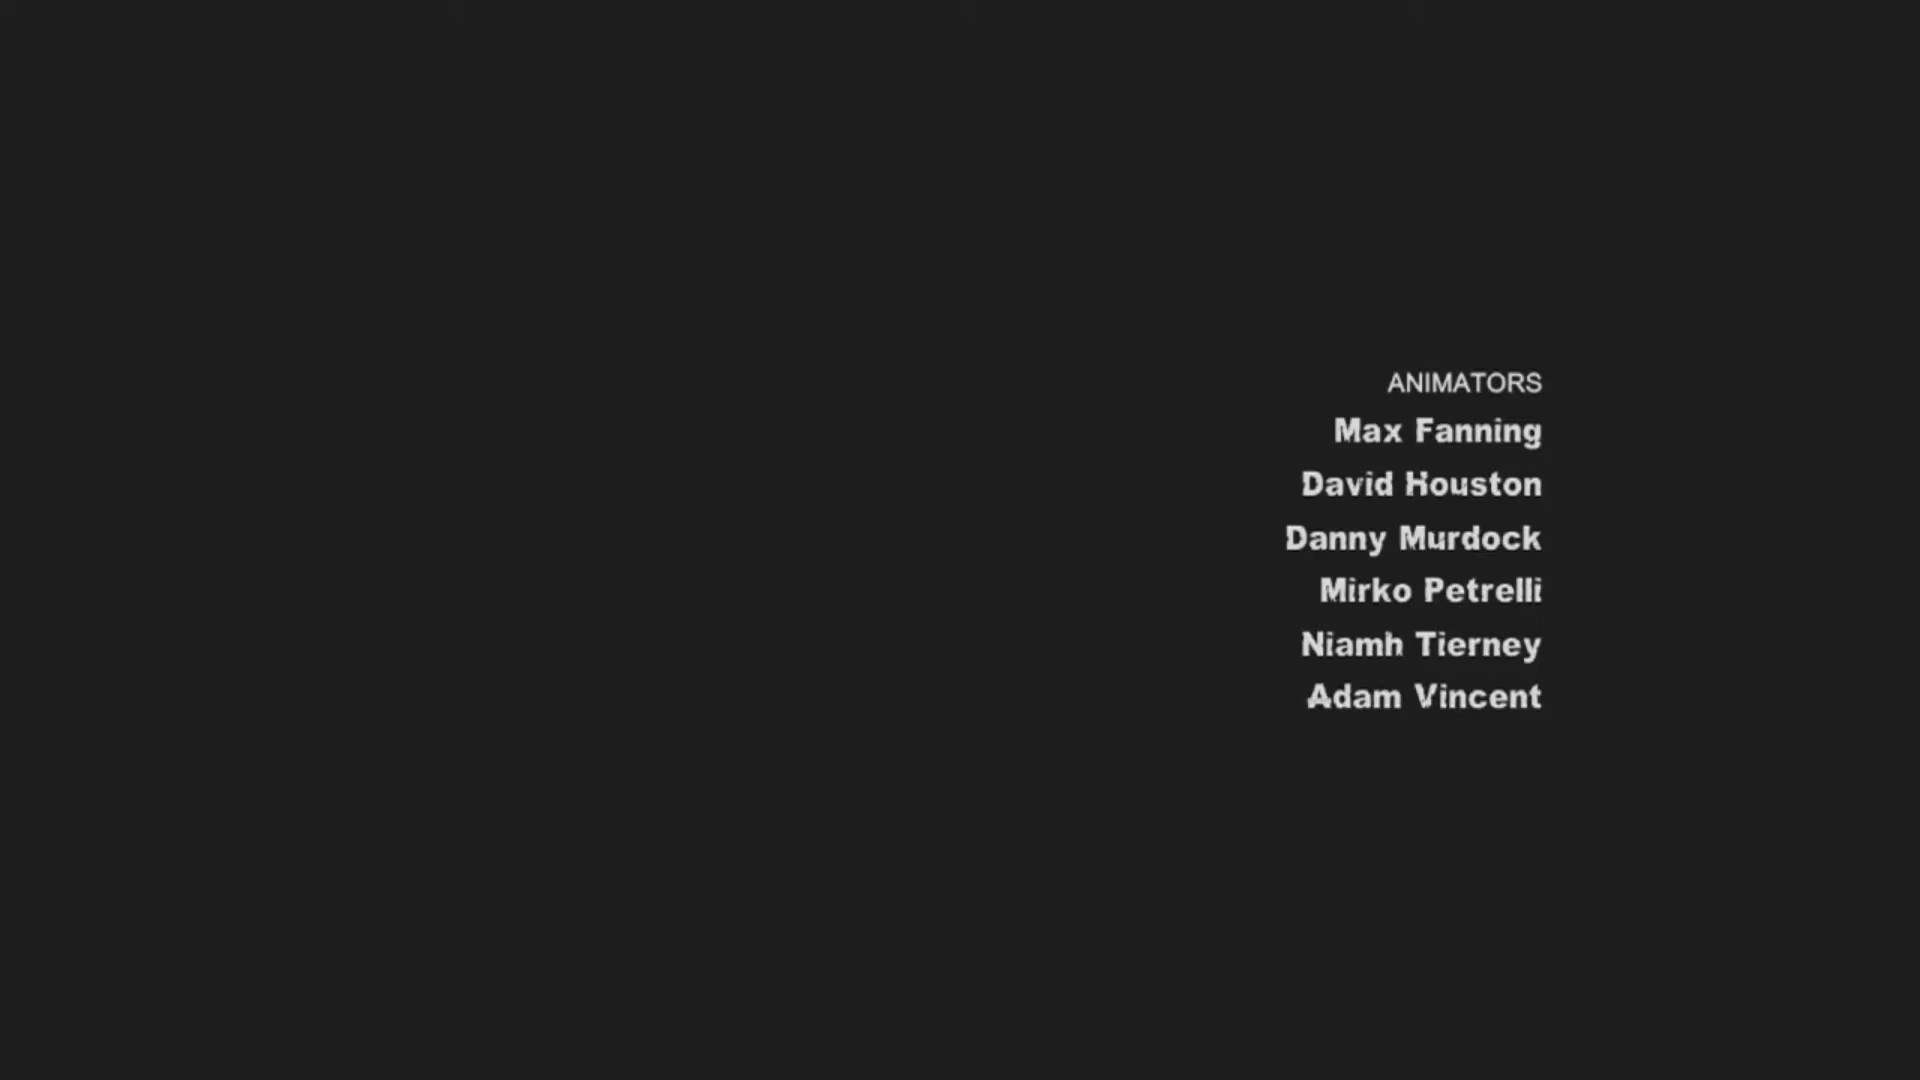 ANIMATORS
Max Fanning
David Houston
Danny Murdock
Mirko Petrelli
Niamh Tierney
Adam Vincent